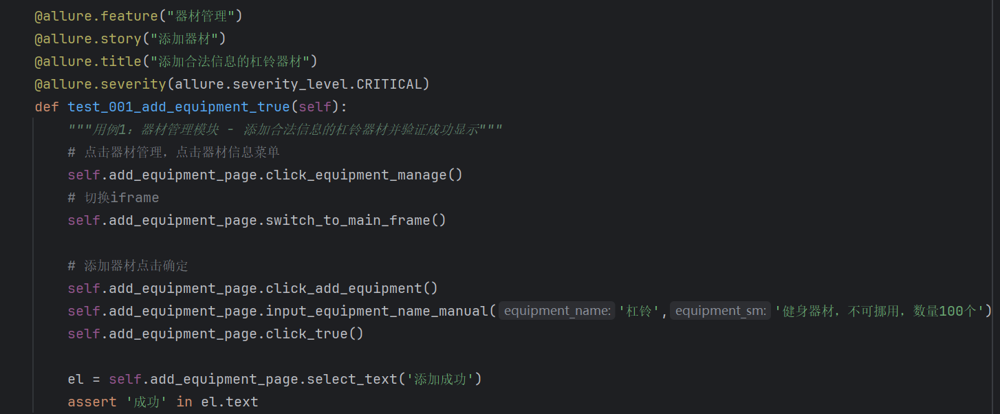 @allure.feature("器材管理")
@allure.story("添加器材")
@allure.title("添加合法信息的杠铃器材")
@allure.severity(allure.severity_level.CRITICAL)
def test_001_add_equipment_true(self):
"""用例1：器材管理模块 - 添加合法信息的杠铃器材并验证成功显示"""
# 点击器材管理，点击器材信息菜单
self.add_equipment_page.click_equipment_manage()
# 切换iframe
self.add_equipment_page.switch_to_main_frame()
# 添加器材点击确定
self.add_equipment_page.click_add_equipment()
self.add_equipment_page.input_equipment_name_manual( equipment_name: '杠铃', equipment_sm: '健身器材，不可挪用，数量100个')
self.add_equipment_page.click_true()
el = self.add_equipment_page.select_text('添加成功')
assert '成功' in el.text